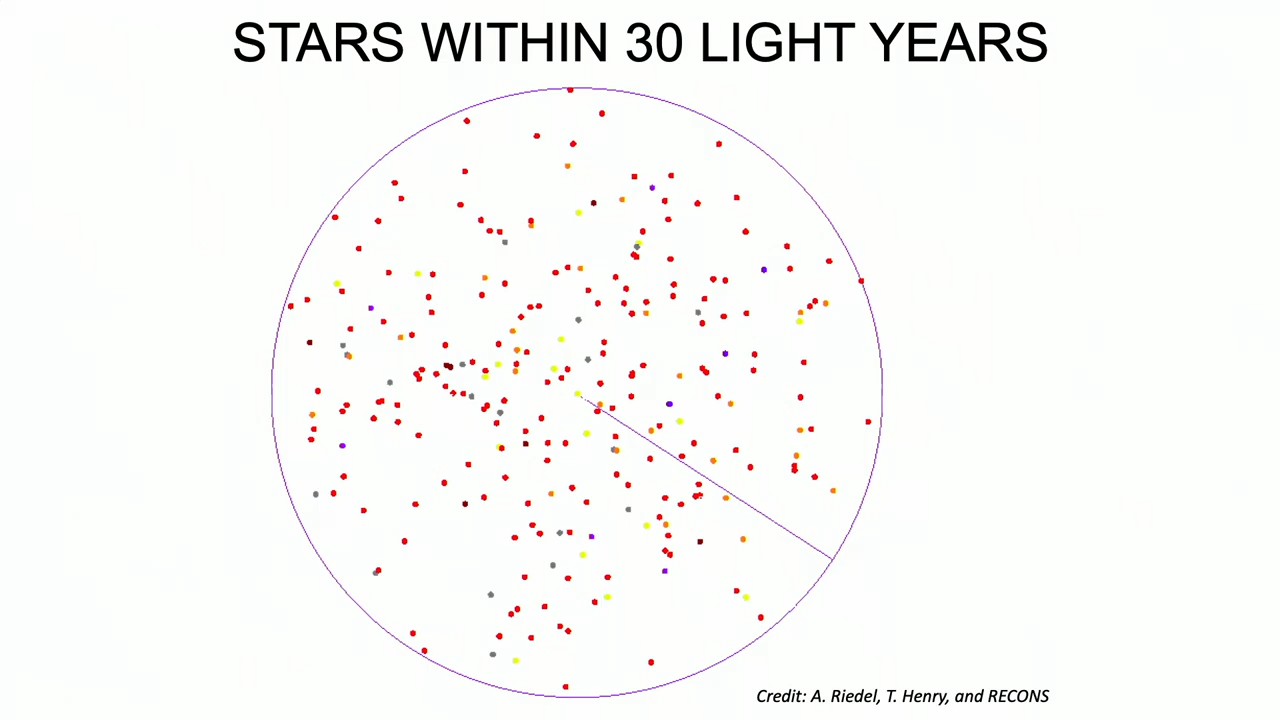 STARS WITHIN 30 LIGHT YEARS
Credit: A. Riedel, T. Henry, and RECONS